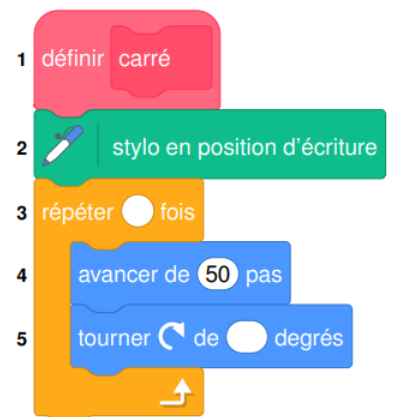 1 définir carré
2 stylo en position d'écriture
3 répéter fois
4 avancer de 50 pas
5 tourner de degrés